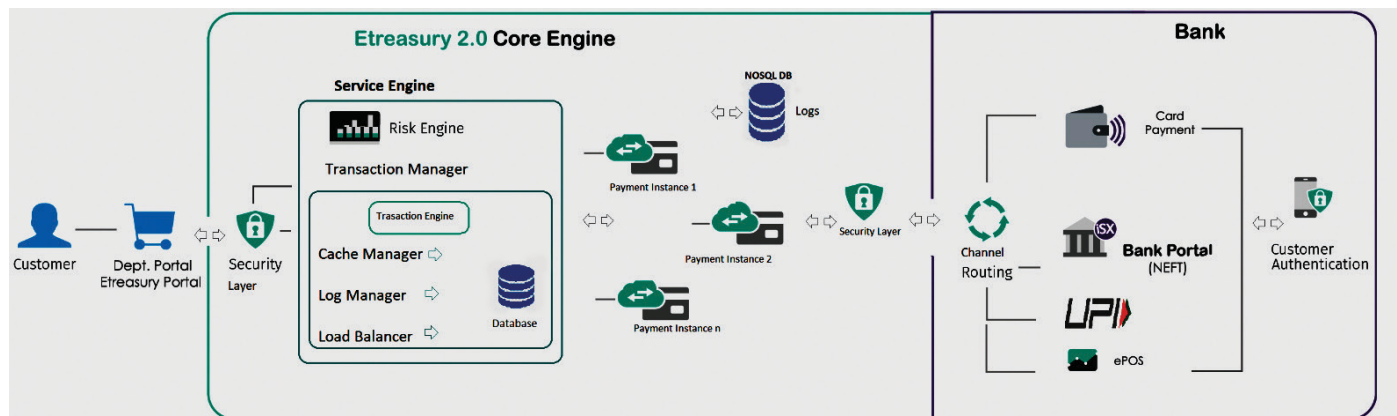 Etreasury 2.0 Core Engine
Bank
Service Engine
Risk Engine
Transaction Manager
Trasaction Engine
Cache Manager
Log Manager
Load Balancer
Database
NOSQL DB
Logs
Payment Instance 1
Payment Instance 2
Payment Instance n
Customer
Dept. Portal
Etreasury Portal
Security
Layer
Security Layer
Channel
Routing
Card
Payment
iSX
Bank Portal
(NEFT)
UPI
ePOS
Customer
Authentication